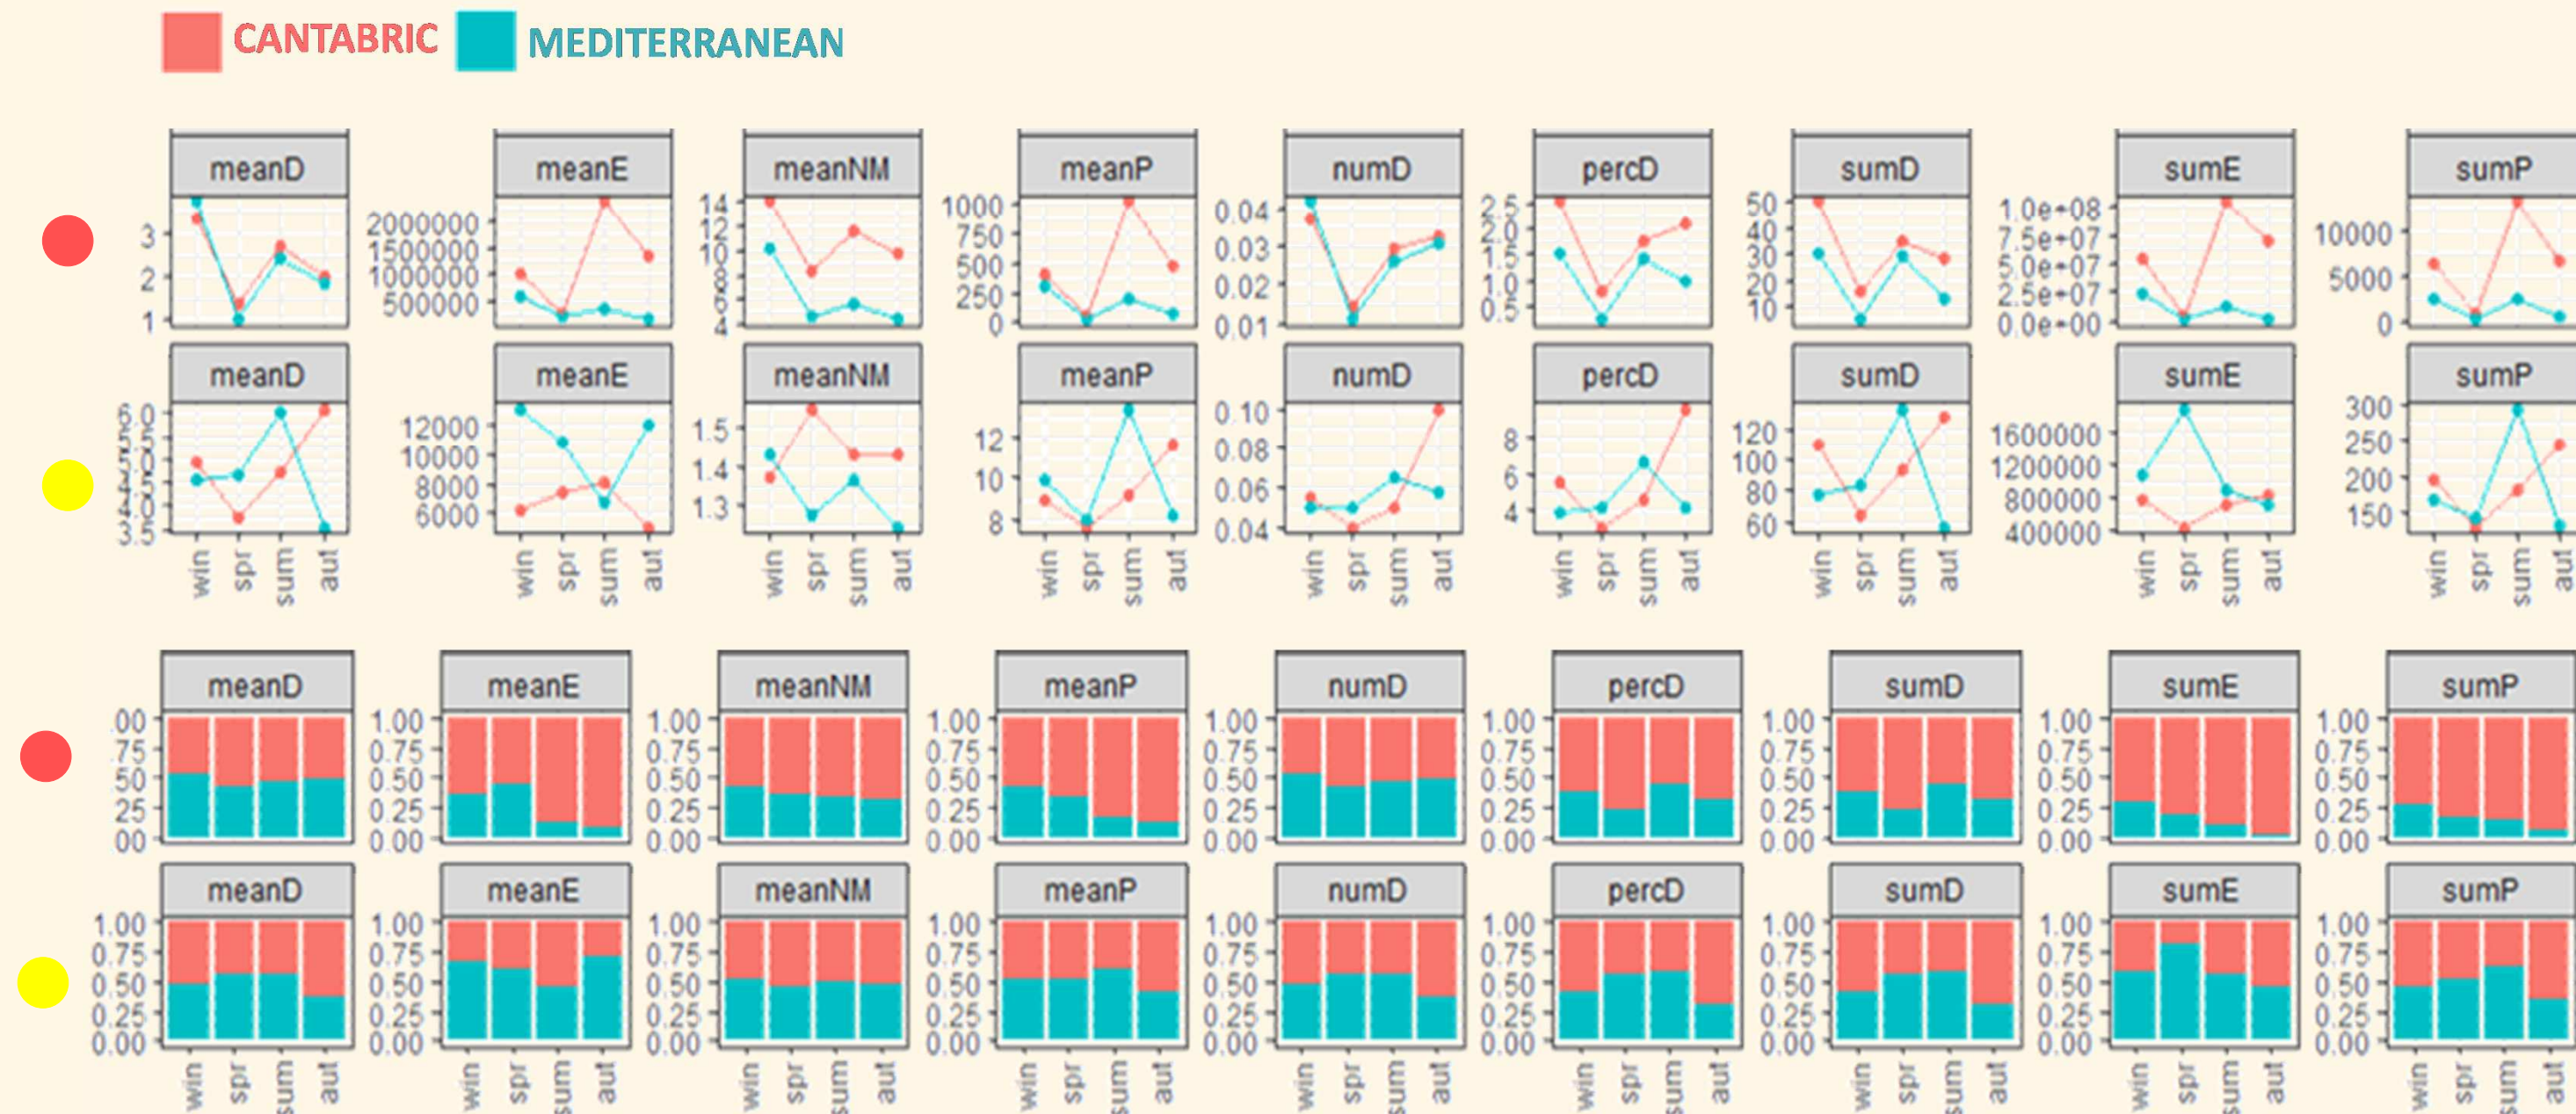 CANTABRIC MEDITERRANEAN
meanD meanE meanNM meanP numD percD sumD sumE sumP
3 2000000 14 1000 0.04 2.5 50 1.0e+08 10000
2 1500000 12 750 0.03 2.0 40 7.5e+07 5000
1 1000000 10 500 0.02 1.5 30 5.0e+07 0
500000 8 250 0.01 1.0 20 2.5e+07
6 0 0.5 10 0.0e+00
4
meanD meanE meanNM meanP numD percD sumD sumE sumP
6.0 12000 1.5 12 0.10 8 120 1600000 300
5.5 10000 1.4 10 0.08 6 100 1200000 250
5.0 8000 1.3 8 0.06 4 80 800000 200
4.5 6000 0.04 60 400000 150
4.0
3.5
win spr sum aut win spr sum aut win spr sum aut win spr sum aut win spr sum aut win spr sum aut win spr sum aut win spr sum aut win spr sum aut
meanD meanE meanNM meanP numD percD sumD sumE sumP
.00 1.00 1.00 1.00 1.00 1.00 1.00 1.00 1.00
.75 0.75 0.75 0.75 0.75 0.75 0.75 0.75 0.75
.50 0.50 0.50 0.50 0.50 0.50 0.50 0.50 0.50
25 0.25 0.25 0.25 0.25 0.25 0.25 0.25 0.25
00 0.00 0.00 0.00 0.00 0.00 0.00 0.00 0.00
meanD meanE meanNM meanP numD percD sumD sumE sumP
1.00 1.00 1.00 1.00 1.00 1.00 1.00 1.00 1.00
0.75 0.75 0.75 0.75 0.75 0.75 0.75 0.75 0.75
0.50 0.50 0.50 0.50 0.50 0.50 0.50 0.50 0.50
0.25 0.25 0.25 0.25 0.25 0.25 0.25 0.25 0.25
0.00 0.00 0.00 0.00 0.00 0.00 0.00 0.00 0.00
win spr sum aut win spr sum aut win spr sum aut win spr sum aut win spr sum aut win spr sum aut win spr sum aut win spr sum aut win spr sum aut